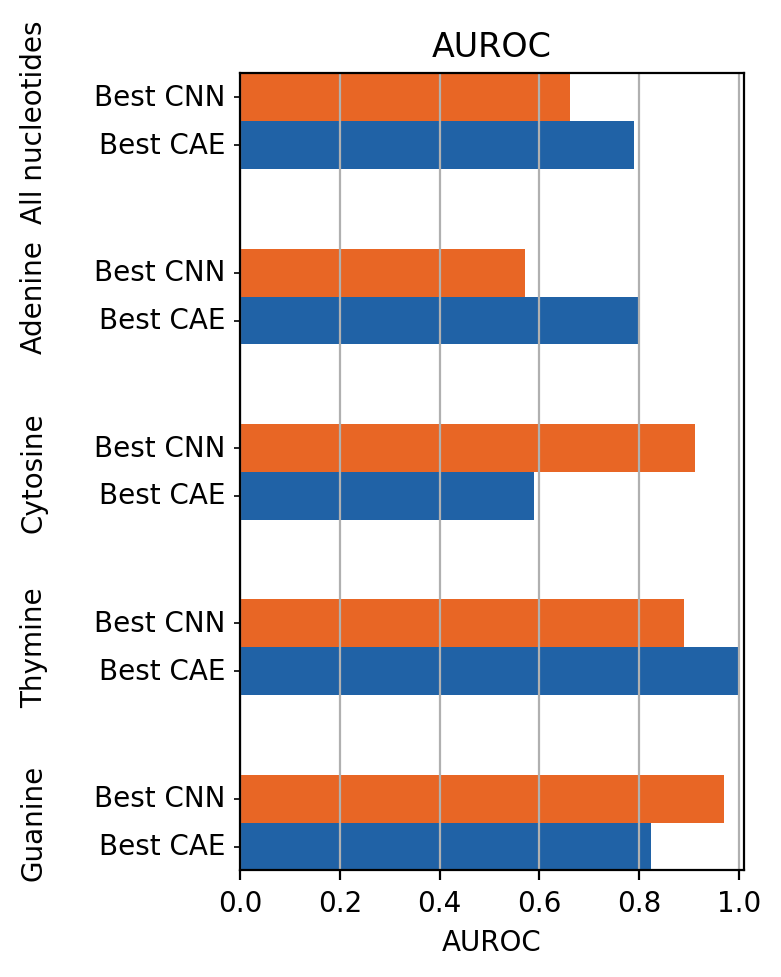 AUROC
All nucleotides
Best CNN
Best CAE
Adenine
Best CNN
Best CAE
Cytosine
Best CNN
Best CAE
Thymine
Best CNN
Best CAE
Guanine
Best CNN
Best CAE
0.0 0.2 0.4 0.6 0.8 1.0
AUROC